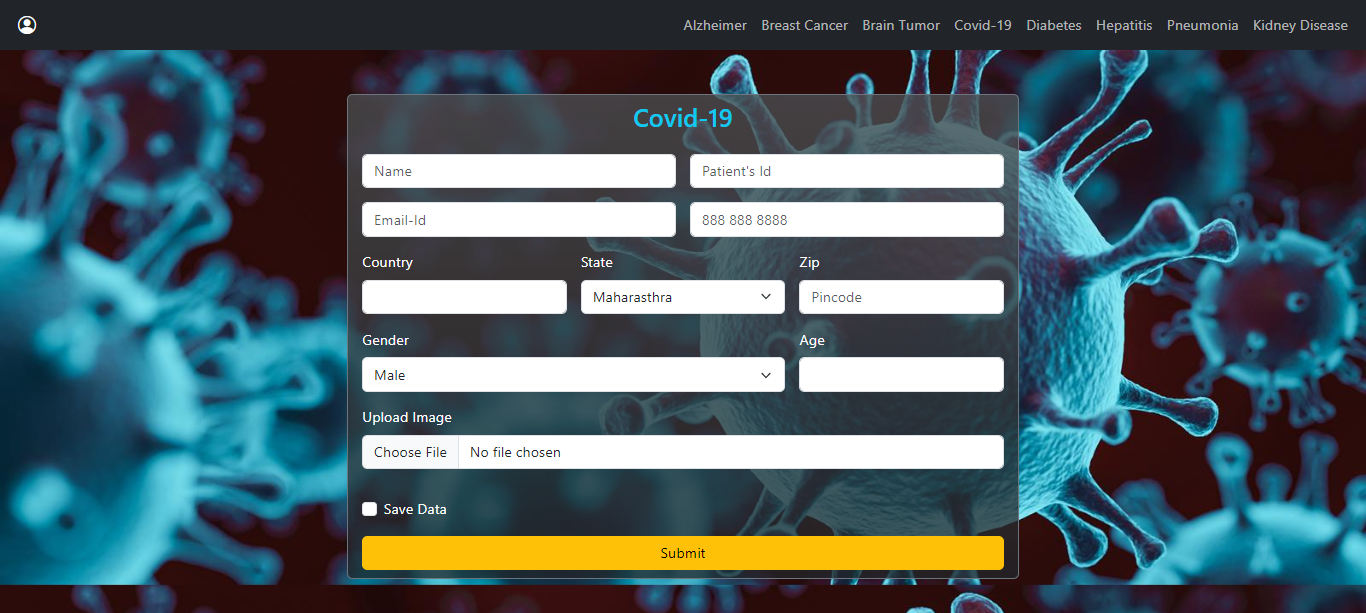 Alzheimer Breast Cancer Brain Tumor Covid-19 Diabetes Hepatitis Pneumonia Kidney Disease
Covid-19
Name Patient's Id
Email-Id 888 888 8888
Country State Zip
Maharasthra Pincode
Gender Age
Male
Upload Image
Choose File No file chosen
Save Data
Submit